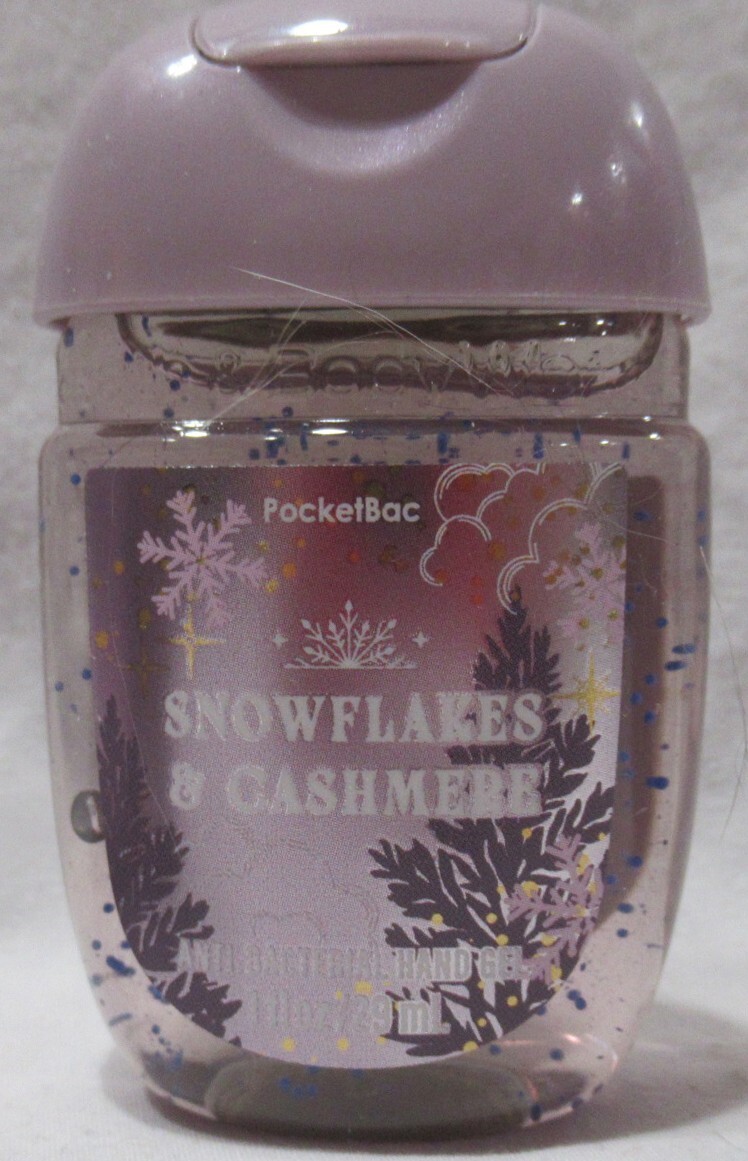 PocketBac
SNOWFLAKES
& CASHMERE
ANTI-BACTERIAL HAND GEL
1 fl oz/29 mL